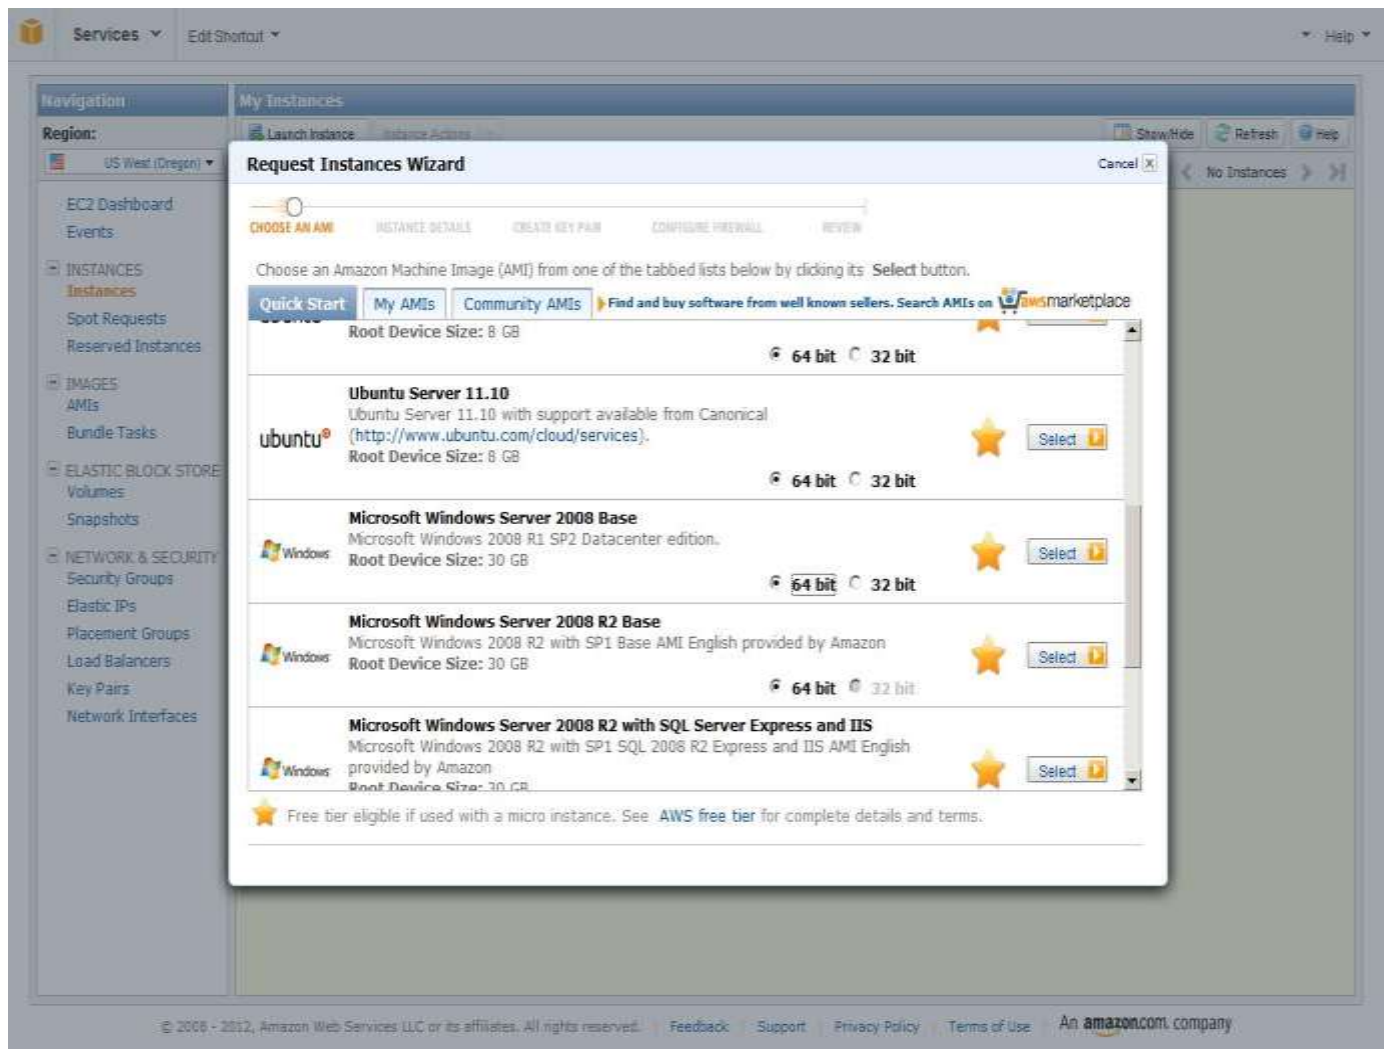 Services
Edit Shortcut
Help
Navigation
My Instances
Region:
US West (Oregon)
Launch Instance
Instance Actions
Show/Hide
Refresh
Help
No Instances
EC2 Dashboard
Events
INSTANCES
Instances
Spot Requests
Reserved Instances
IMAGES
AMIs
Bundle Tasks
ELASTIC BLOCK STORE
Volumes
Snapshots
NETWORK & SECURITY
Security Groups
Elastic IPs
Placement Groups
Load Balancers
Key Pairs
Network Interfaces
Request Instances Wizard
Cancel
CHOOSE AN AMI
INSTANCE DETAILS
CREATE KEY PAIR
CONFIGURE FIREWALL
REVIEW
Choose an Amazon Machine Image (AMI) from one of the tabbed lists below by clicking its Select button.
Quick Start
My AMIs
Community AMIs
Find and buy software from well known sellers. Search AMIs on awsmarketplace
Root Device Size: 8 GB
64 bit 32 bit
Ubuntu Server 11.10
Ubuntu Server 11.10 with support available from Canonical
ubuntu
(http://www.ubuntu.com/cloud/services).
Select
Root Device Size: 8 GB
64 bit 32 bit
Microsoft Windows Server 2008 Base
Microsoft Windows 2008 R1 SP2 Datacenter edition.
Windows
Root Device Size: 30 GB
Select
64 bit 32 bit
Microsoft Windows Server 2008 R2 Base
Microsoft Windows 2008 R2 with SP1 Base AMI English provided by Amazon
Windows
Root Device Size: 30 GB
Select
64 bit 32 bit
Microsoft Windows Server 2008 R2 with SQL Server Express and IIS
Microsoft Windows 2008 R2 with SP1 SQL 2008 R2 Express and IIS AMI English
provided by Amazon
Windows
Select
Root Device Size: 30 GB
Free tier eligible if used with a micro instance. See AWS free tier for complete details and terms.
© 2008 - 2012, Amazon Web Services LLC or its affiliates. All rights reserved.
Feedback
Support
Privacy Policy
Terms of Use
An amazon.com. company